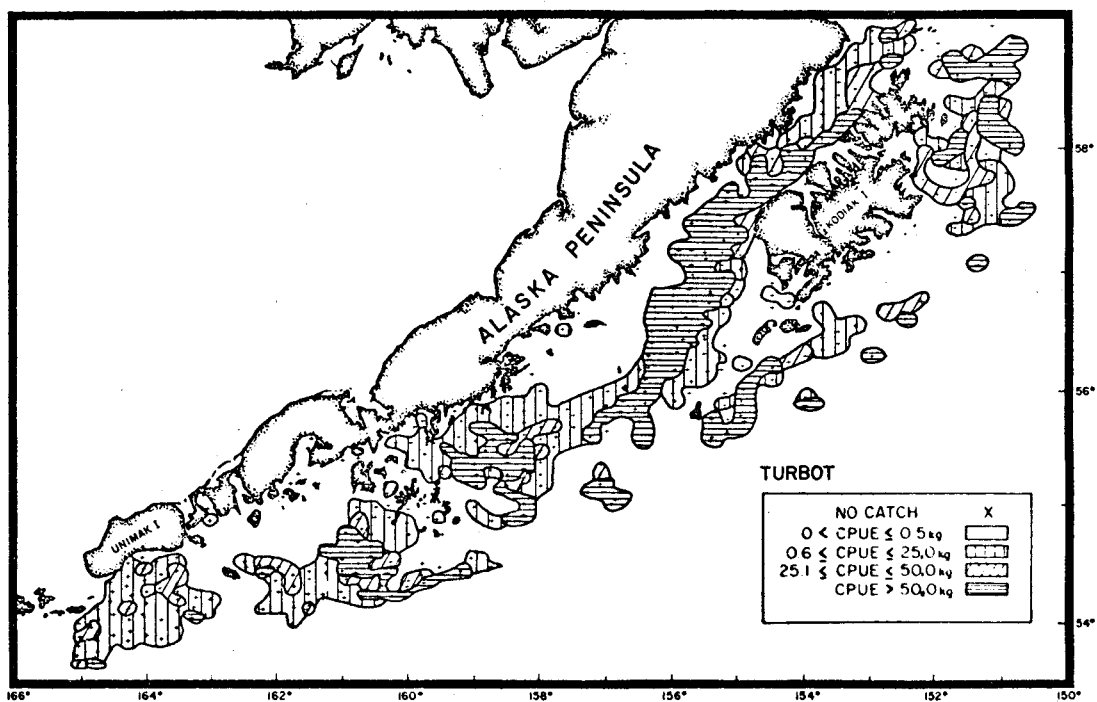 ALASKA PENINSULA
KODIAK I
UNIMAK I
58°
56°
54°
TURBOT
NO CATCH X
0 < CPUE ≤ 0.5 kg
0.6 ≤ CPUE ≤ 25.0 kg
25.1 ≤ CPUE ≤ 50.0 kg
CPUE > 50.0 kg
166° 164° 162° 160° 158° 156° 154° 152° 150°